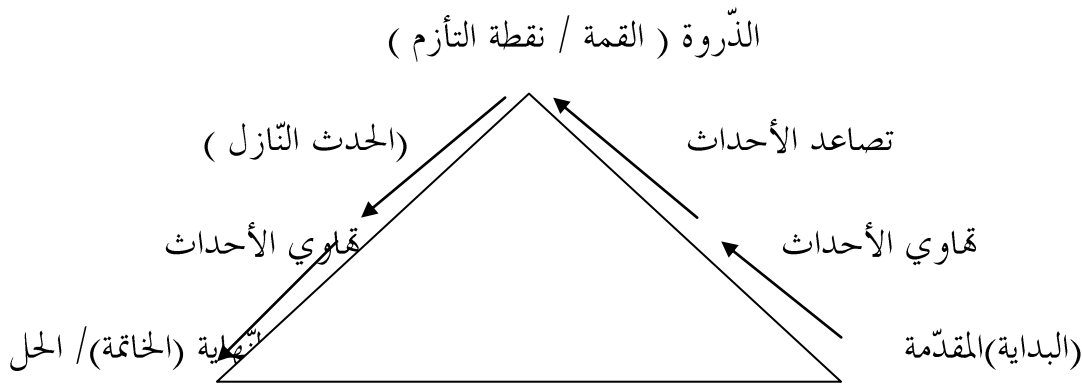 الذّروة ( القمة / نقطة التأزم )
تصاعد الأحداث
(الحدث النّازل )
تهاوي الأحداث
تهاوي الأحداث
(البداية)المقدّمة
لنّهاية (الخاتمة)/ الحل